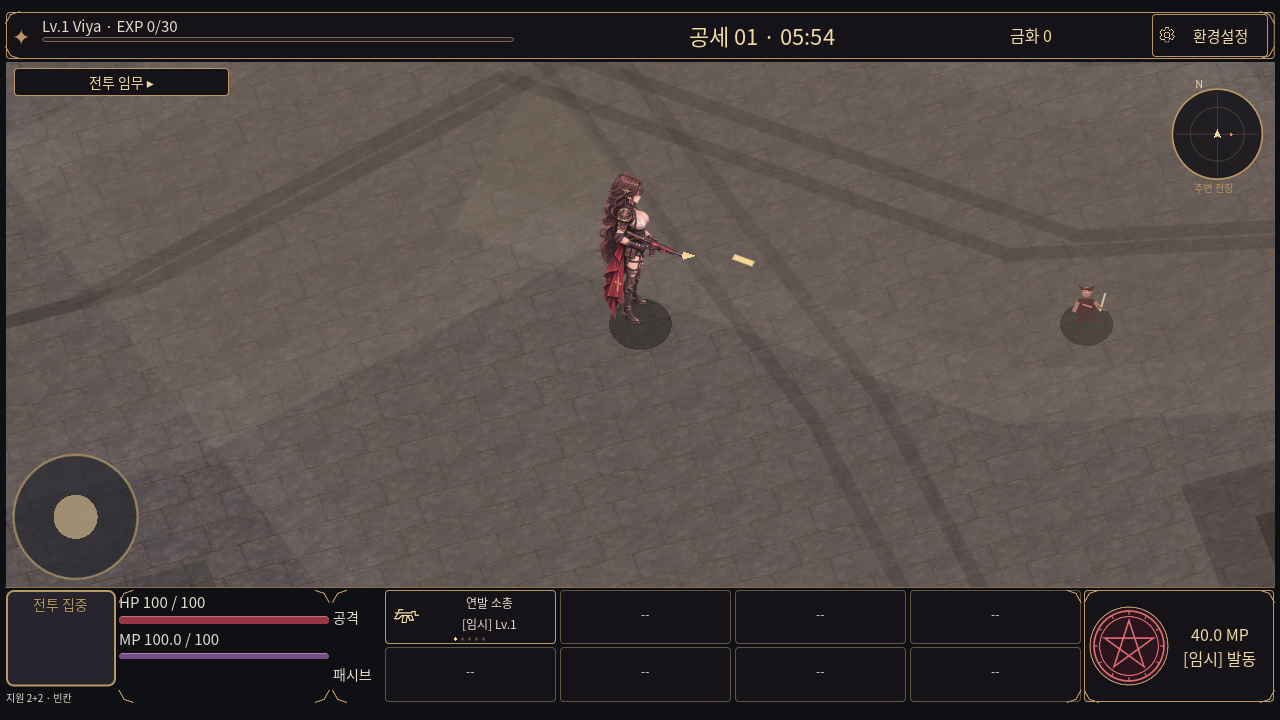 Lv.1 Viya · EXP 0/30
공세 01 · 05:54
금화 0
환경설정
전투 임무 ▸
N
주변 전장
전투 집중
HP 100 / 100
MP 100.0 / 100
지원 2+2 · 빈칸
공격
패시브
연발 소총
[임시] Lv.1
--
--
--
--
--
--
--
40.0 MP
[임시] 발동